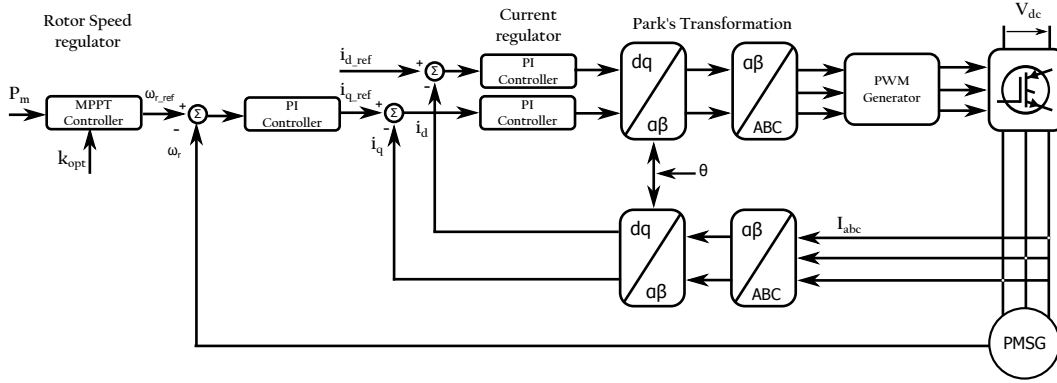 Rotor Speed
regulator
Current
regulator
Park's Transformation
V_dc
i_d_ref
+
Σ
-
PI
Controller
dq
αβ
αβ
ABC
PWM
Generator
P_m
MPPT
Controller
ω_r_ref
+
Σ
-
ω_r
k_opt
PI
Controller
i_q_ref
+
Σ
-
i_q
i_d
PI
Controller
θ
dq
αβ
αβ
ABC
I_abc
PMSG